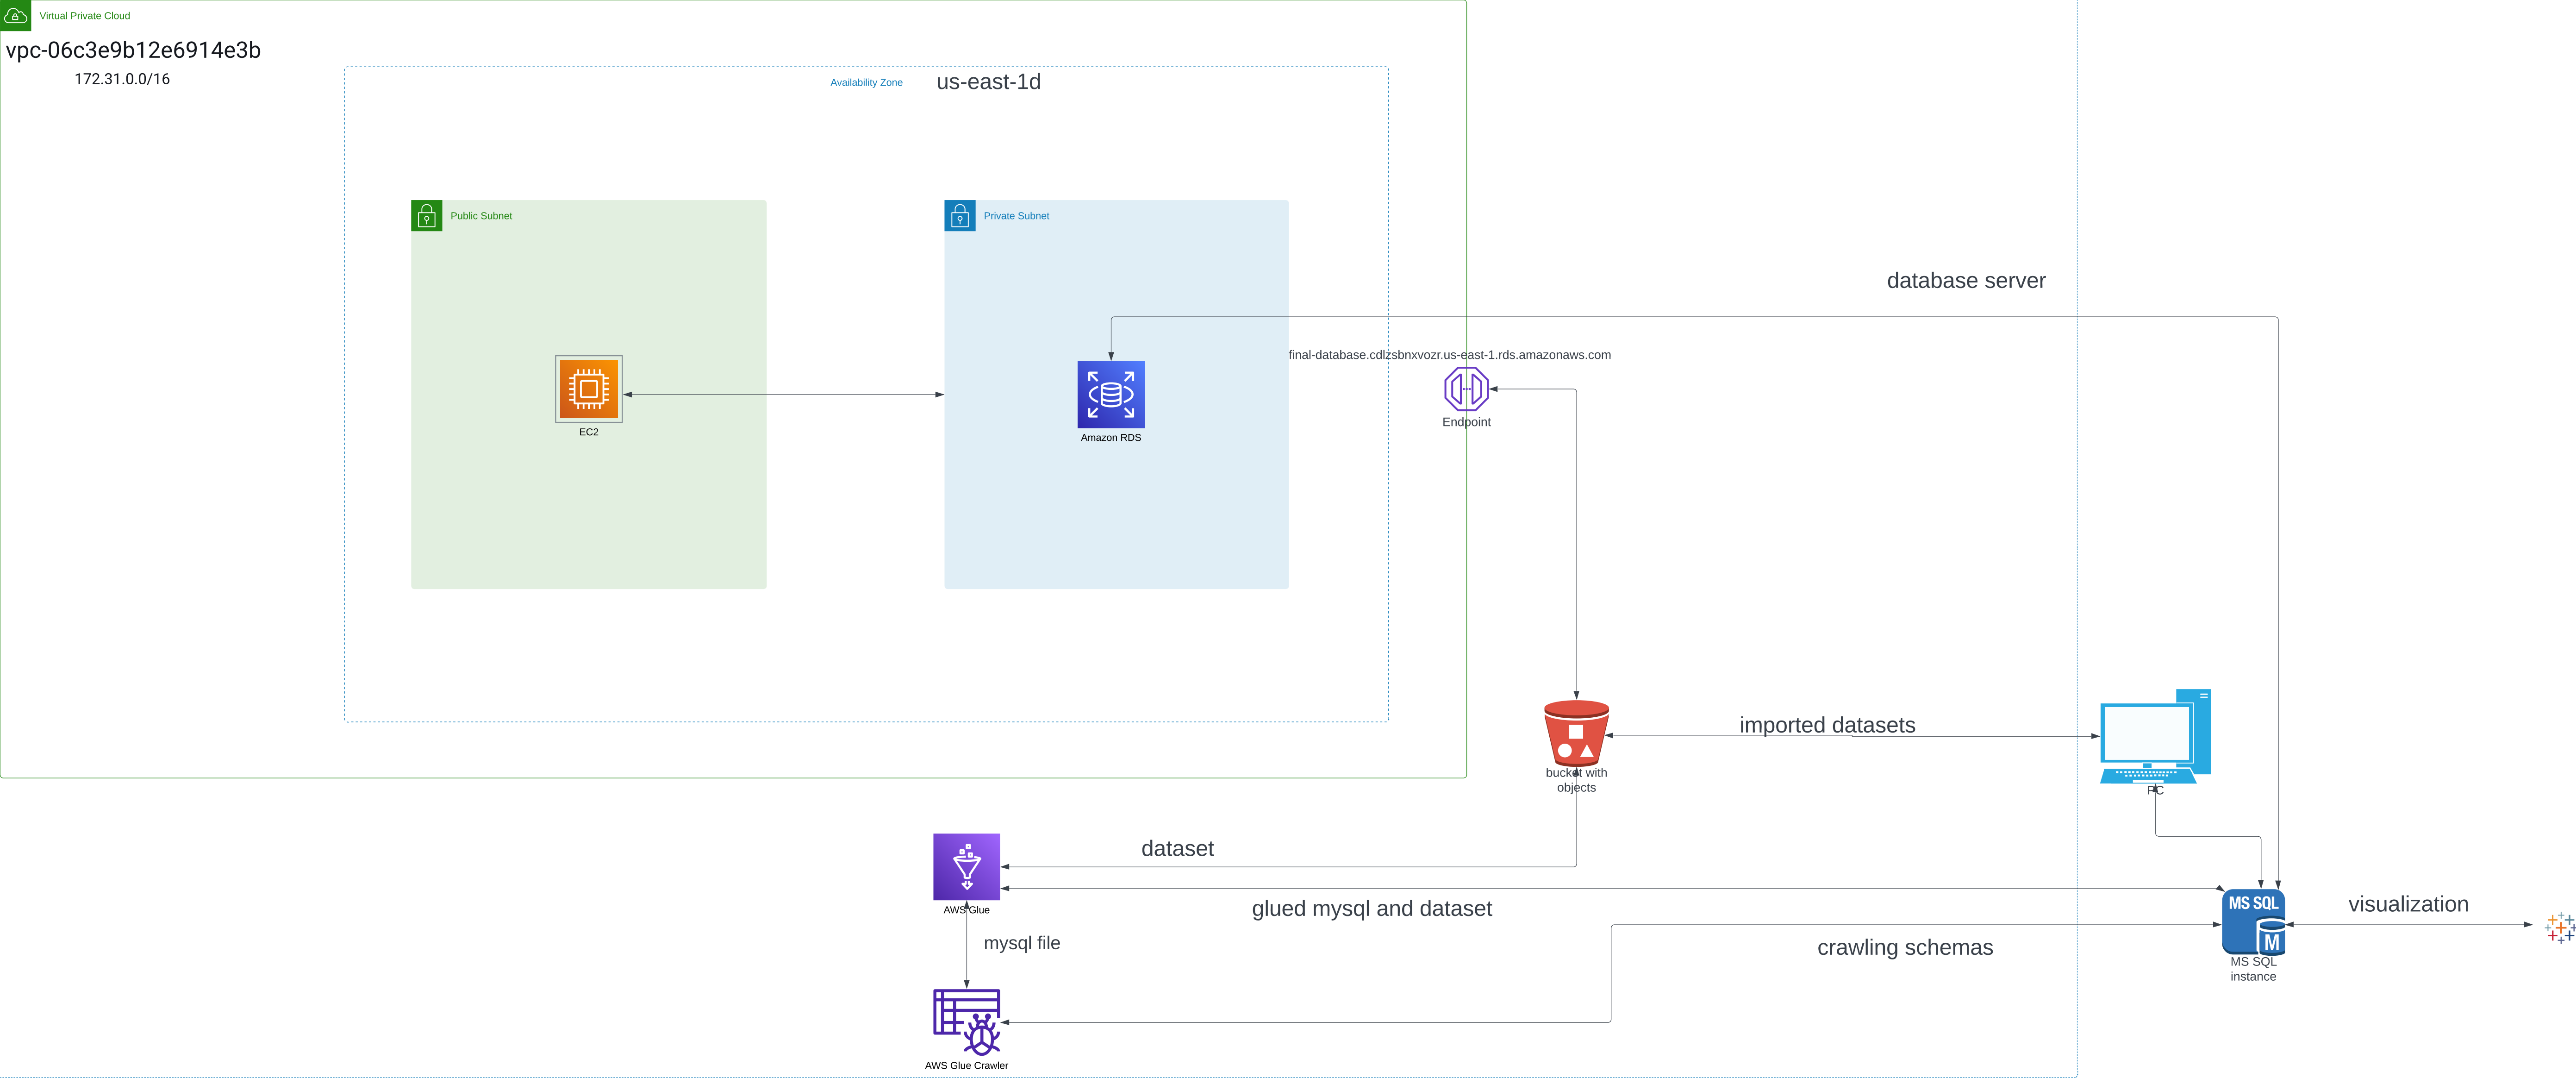 Virtual Private Cloud
vpc-06c3e9b12e6914e3b
172.31.0.0/16
Availability Zone
us-east-1d
Public Subnet
Private Subnet
database server
final-database.cdlzsbnxvozr.us-east-1.rds.amazonaws.com
EC2
Amazon RDS
Endpoint
imported datasets
bucket with
objects
PC
dataset
AWS Glue
glued mysql and dataset
visualization
mysql file
crawling schemas
MS SQL
M
MS SQL
instance
AWS Glue Crawler